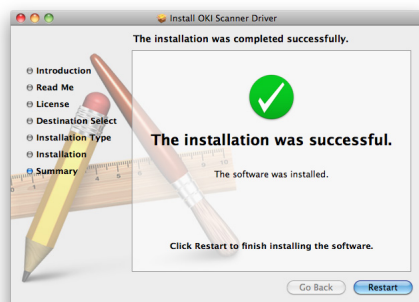 Install OKI Scanner Driver
The installation was completed successfully.
Introduction
Read Me
License
Destination Select
Installation Type
Installation
Summary
The installation was successful.
The software was installed.
Click Restart to finish installing the software.
Go Back
Restart